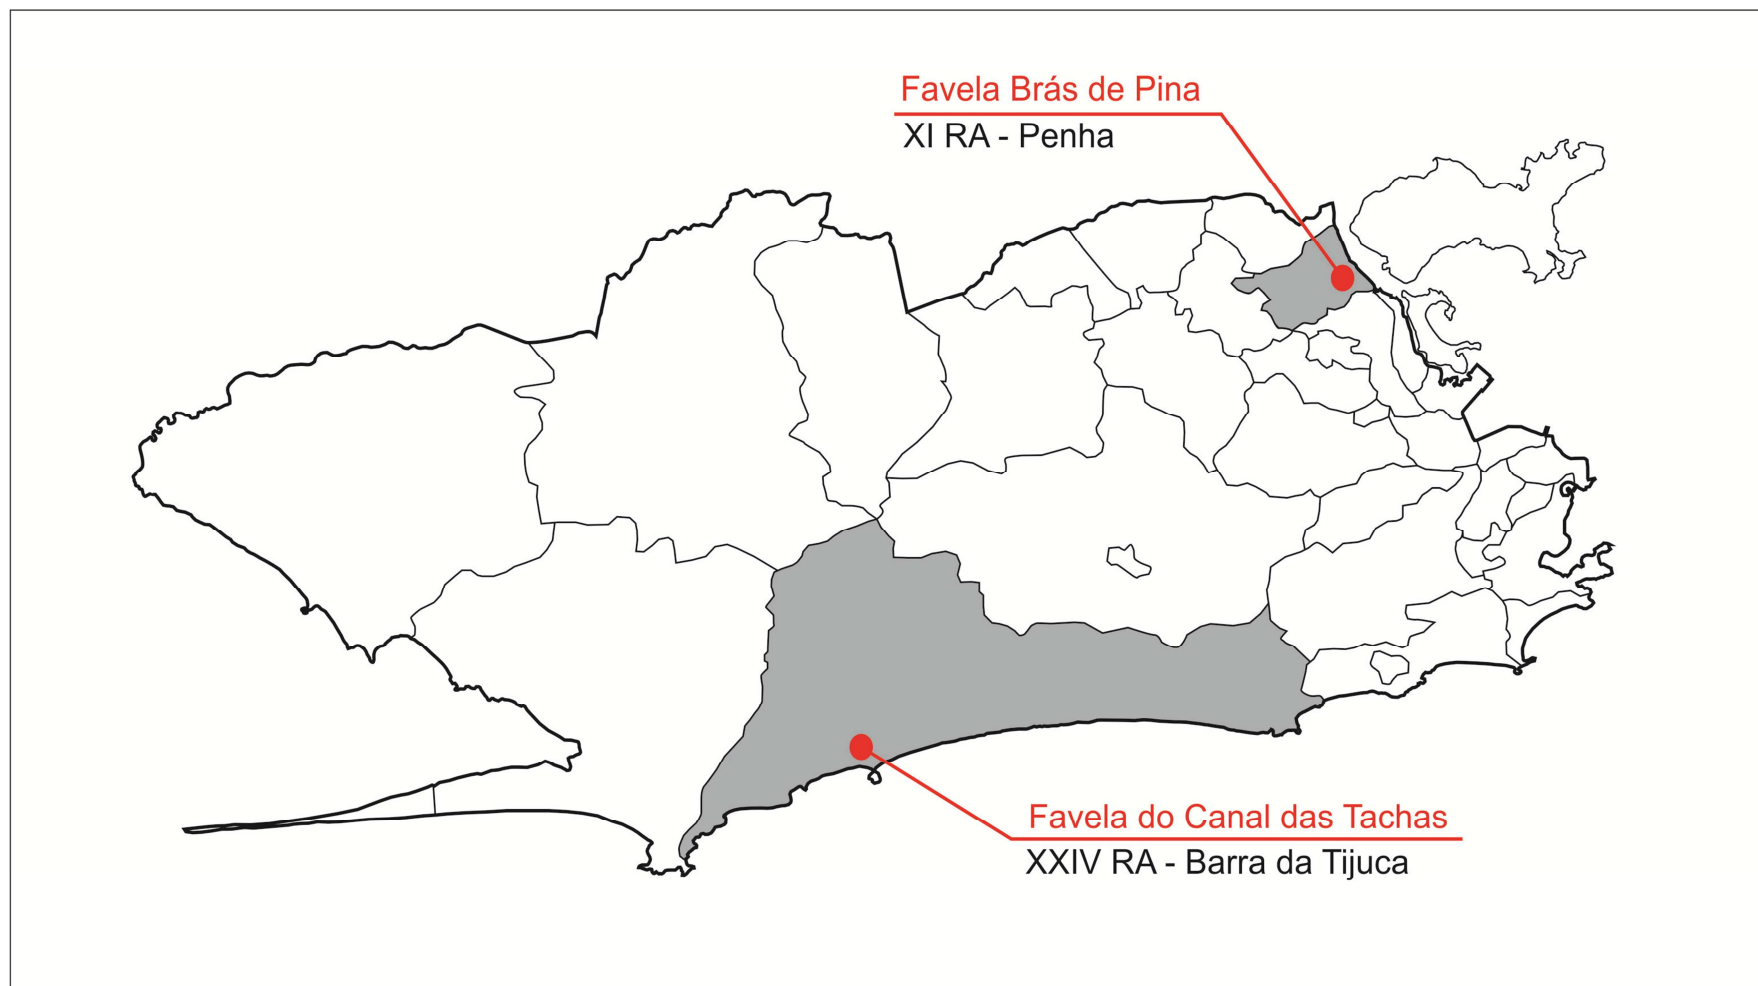 Favela Brás de Pina
XI RA - Penha
Favela do Canal das Tachas
XXIV RA - Barra da Tijuca